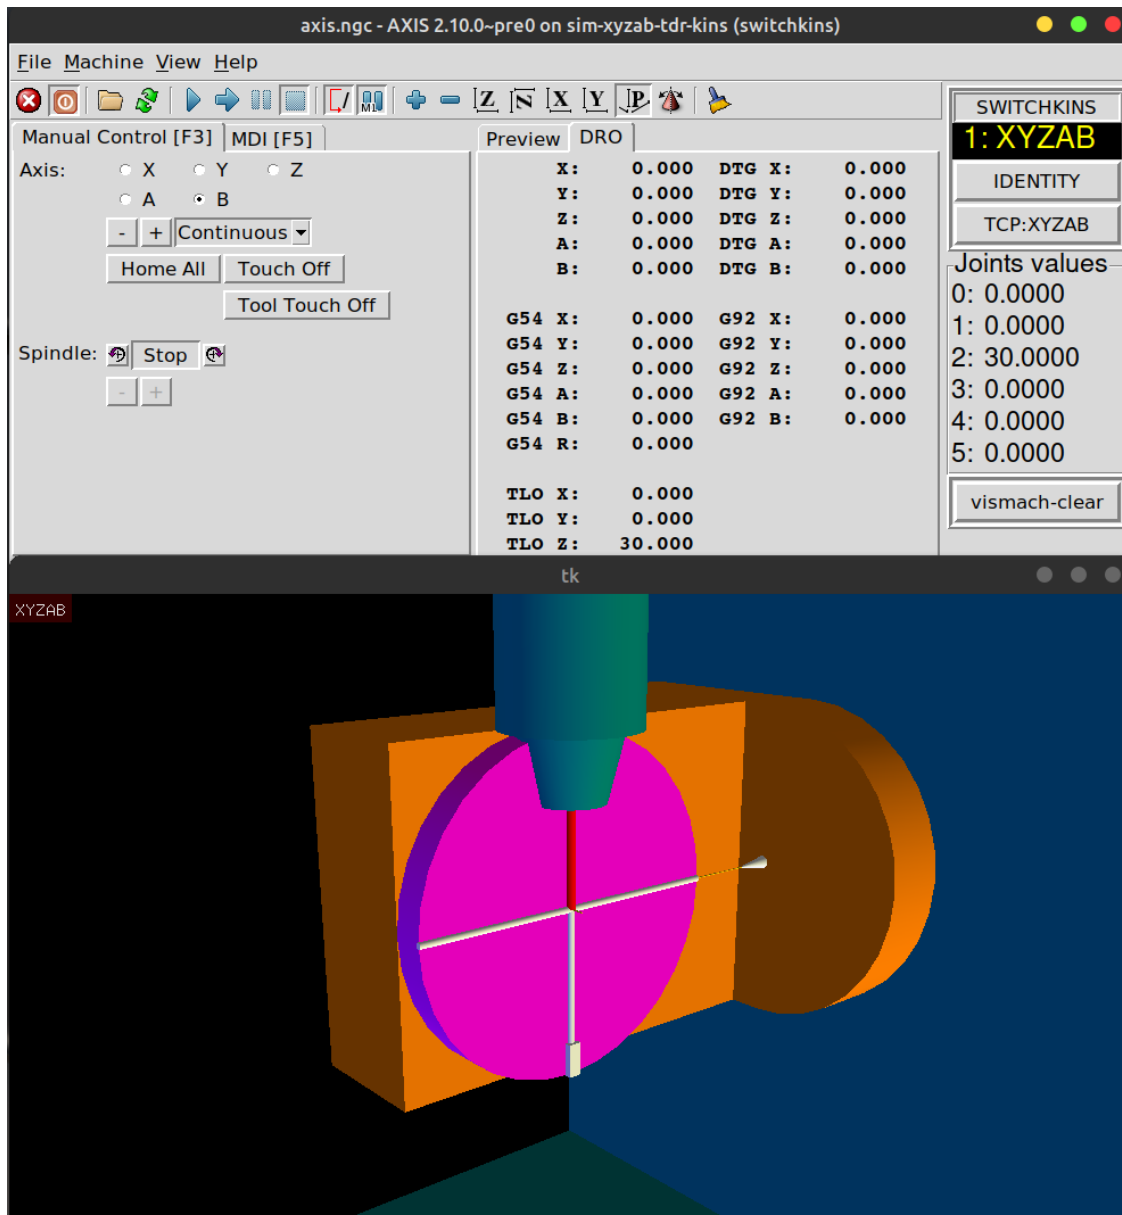 axis.ngc - AXIS 2.10.0~pre0 on sim-xyzab-tdr-kins (switchkins)
File Machine View Help
Z N X Y P
Manual Control [F3] MDI [F5]
Axis: X Y Z
A B
- + Continuous
Home All Touch Off
Tool Touch Off
Spindle: Stop
- +
Preview DRO
X: 0.000 DTG X: 0.000
Y: 0.000 DTG Y: 0.000
Z: 0.000 DTG Z: 0.000
A: 0.000 DTG A: 0.000
B: 0.000 DTG B: 0.000
G54 X: 0.000 G92 X: 0.000
G54 Y: 0.000 G92 Y: 0.000
G54 Z: 0.000 G92 Z: 0.000
G54 A: 0.000 G92 A: 0.000
G54 B: 0.000 G92 B: 0.000
G54 R: 0.000
TLO X: 0.000
TLO Y: 0.000
TLO Z: 30.000
SWITCHKINS
1: XYZAB
IDENTITY
TCP:XYZAB
Joints values
0: 0.0000
1: 0.0000
2: 30.0000
3: 0.0000
4: 0.0000
5: 0.0000
vismach-clear
tk
XYZAB